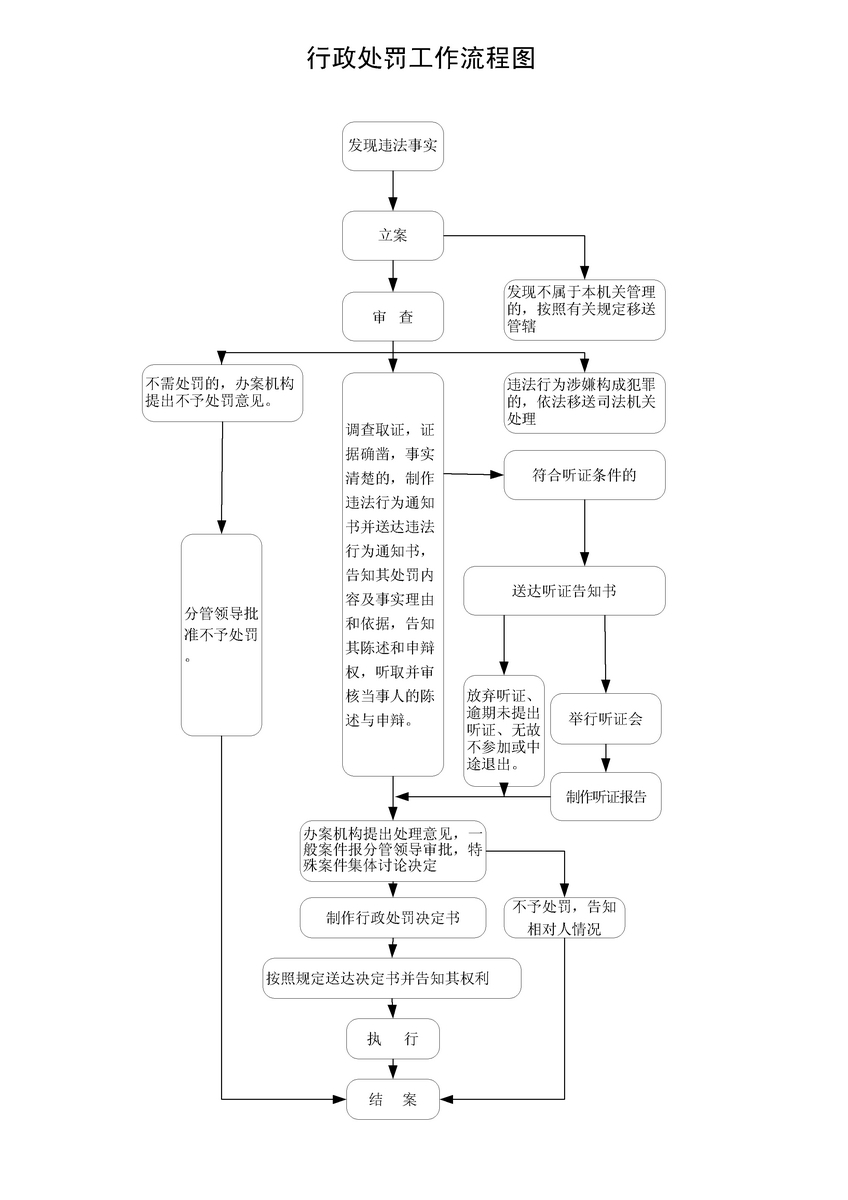 行政处罚工作流程图
发现违法事实
立案
发现不属于本机关管理
的，按照有关规定移送
管辖
审 查
不需处罚的，办案机构
提出不予处罚意见。
违法行为涉嫌构成犯罪
的，依法移送司法机关
处理
调查取证，证
据确凿，事实
清楚的，制作
违法行为通知
书并送达违法
行为通知书，
告知其处罚内
容及事实理由
和依据，告知
其陈述和申辩
权，听取并审
核当事人的陈
述与申辩。
符合听证条件的
送达听证告知书
分管领导批
准不予处罚
。
放弃听证、
逾期未提出
听证、无故
不参加或中
途退出。
举行听证会
制作听证报告
办案机构提出处理意见，一
般案件报分管领导审批，特
殊案件集体讨论决定
制作行政处罚决定书
不予处罚，告知
相对人情况
按照规定送达决定书并告知其权利
执 行
结 案